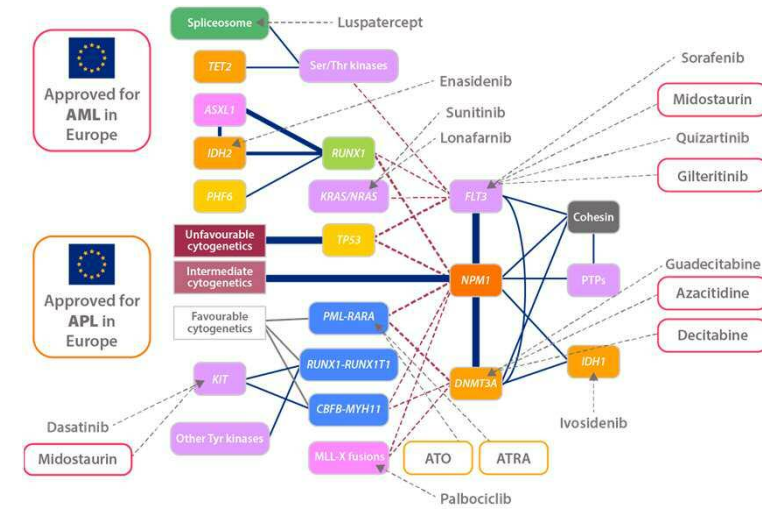 Approved for
AML in
Europe
Approved for
APL in
Europe
Spliceosome
Luspatercept
TET2
Ser/Thr kinases
Sorafenib
Enasidenib
Midostaurin
ASXL1
Sunitinib
Lonafarnib
Quizartinib
IDH2
RUNX1
Gilteritinib
PHF6
KRAS/NRAS
FLT3
Cohesin
Unfavourable
cytogenetics
TPS3
Intermediate
cytogenetics
NPM1
PTPs
Guadecitabine
Azacitidine
Favourable
cytogenetics
PML-RARA
Decitabine
RUNX1-RUNX1T1
IDH1
KIT
DNMT3A
CBFB-MYH11
Ivosidenib
Dasatinib
Other Tyr kinases
Midostaurin
MLL-X fusions
ATO
ATRA
Palbociclib